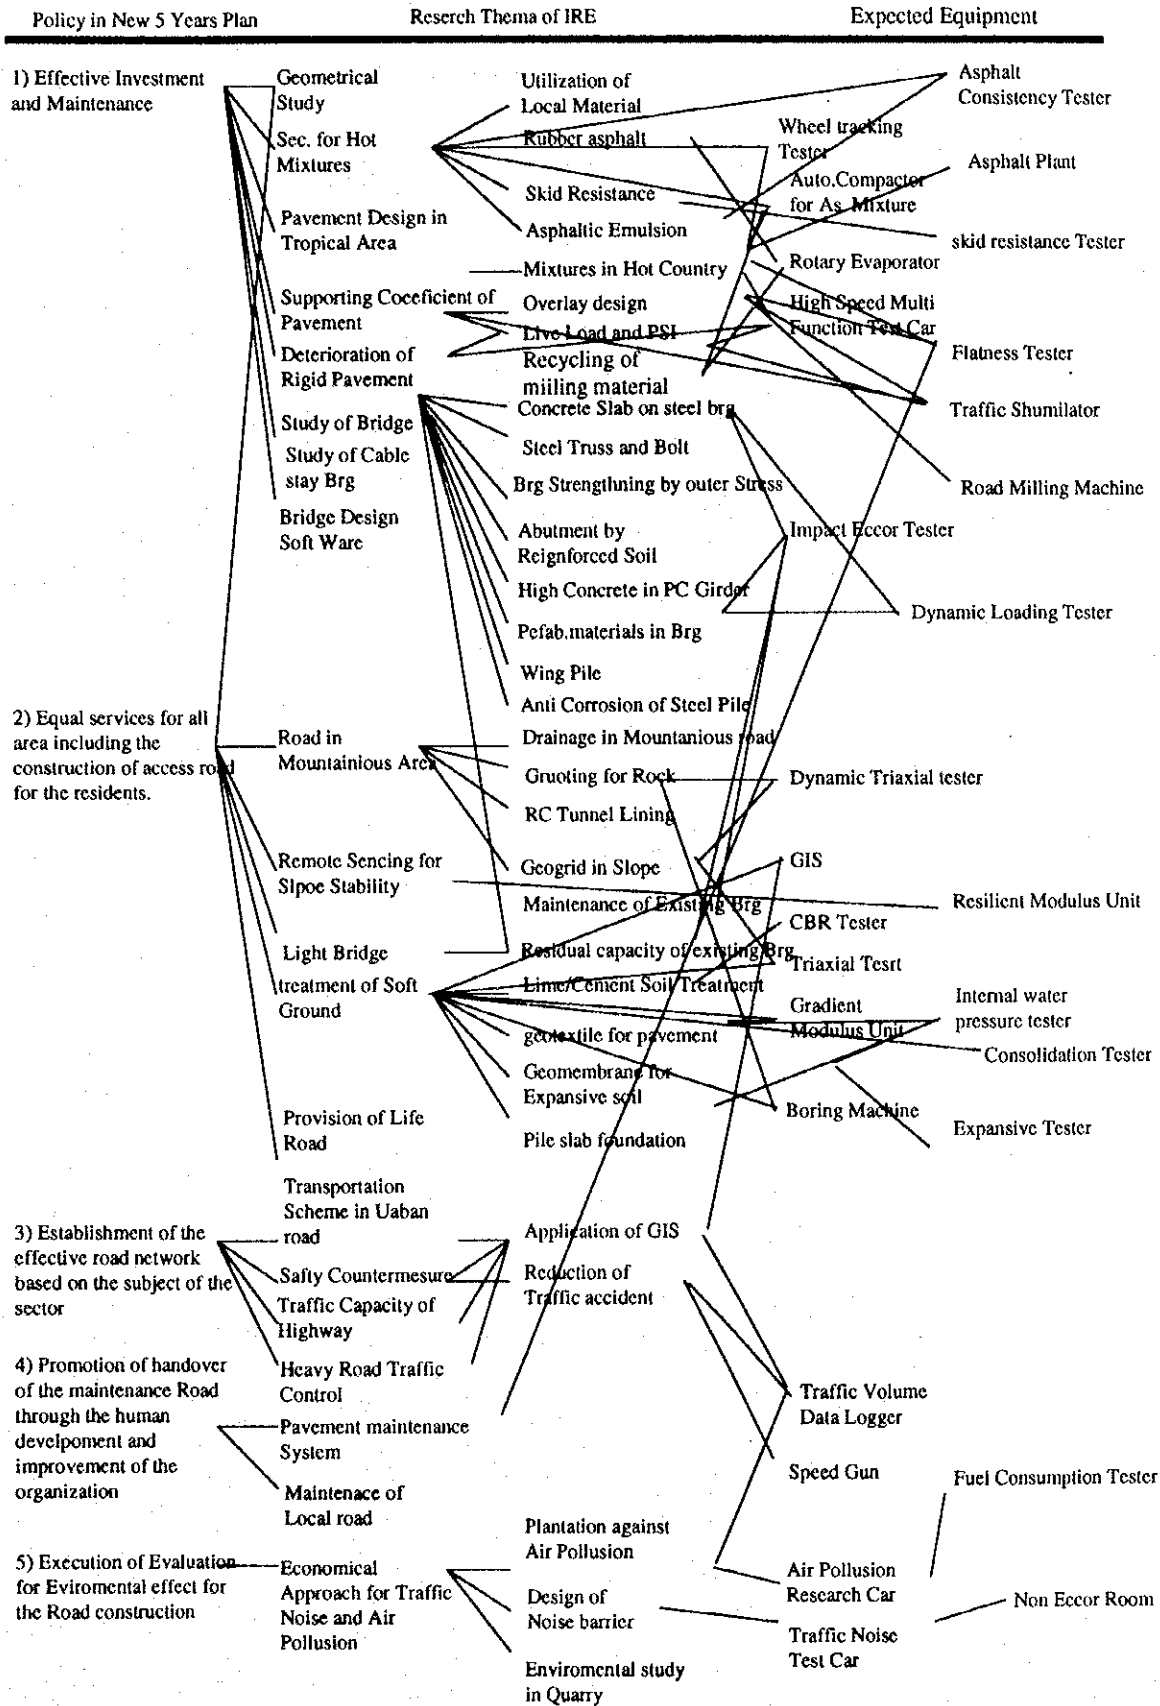 Policy in New 5 Years Plan
Reserch Thema of IRE
Expected Equipment
1) Effective Investment
and Maintenance
Geometrical
Study
Sec. for Hot
Mixtures
Pavement Design in
Tropical Area
Supporting Coceficient of
Pavement
Deterioration of
Rigid Pavement
Study of Bridge
Study of Cable
stay Brg
Bridge Design
Soft Ware
Utilization of
Local Material
Rubber asphalt
Skid Resistance
Asphaltic Emulsion
Mixtures in Hot Country
Overlay design
Live Load and PSI
Recycling of
milling material
Concrete Slab on steel brg
Steel Truss and Bolt
Brg Strengthning by outer Stress
Abutment by
Reignforced Soil
High Concrete in PC Girder
Pefab.materials in Brg
Wing Pile
Anti Corrosion of Steel Pile
Wheel tracking
Tester
Auto.Compactor
for As. Mixture
Rotary Evaporator
High Speed Multi
Function Test Car
Impact Eccor Tester
Asphalt
Consistency Tester
Asphalt Plant
skid resistance Tester
Flatness Tester
Traffic Shumilator
Road Milling Machine
Dynamic Loading Tester
2) Equal services for all
area including the
construction of access road
for the residents.
Road in
Mountainious Area
Remote Sencing for
Slpoe Stability
Light Bridge
treatment of Soft
Ground
Provision of Life
Road
Drainage in Mountanious road
Gruoting for Rock
RC Tunnel Lining
Geogrid in Slope
Maintenance of Existing Brg
Residual capacity of existing Brg
Lime/Cement Soil Treatment
geotextile for pavement
Geomembrane for
Expansive soil
Pile slab foundation
Dynamic Triaxial tester
GIS
CBR Tester
Triaxial Tesrt
Gradient
Modulus Unit
Boring Machine
Resilient Modulus Unit
Internal water
pressure tester
Consolidation Tester
Expansive Tester
3) Establishment of the
effective road network
based on the subject of the
sector
Transportation
Scheme in Uaban
road
Safty Countermesure
Traffic Capacity of
Highway
Heavy Road Traffic
Control
Application of GIS
Reduction of
Traffic accident
4) Promotion of handover
of the maintenance Road
through the human
develpoment and
improvement of the
organization
Pavement maintenance
System
Maintenace of
Local road
Traffic Volume
Data Logger
Speed Gun
Fuel Consumption Tester
5) Execution of Evaluation
for Eviromental effect for
the Road construction
Economical
Approach for Traffic
Noise and Air
Pollusion
Plantation against
Air Pollusion
Design of
Noise barrier
Enviromental study
in Quarry
Air Pollusion
Research Car
Traffic Noise
Test Car
Non Eccor Room